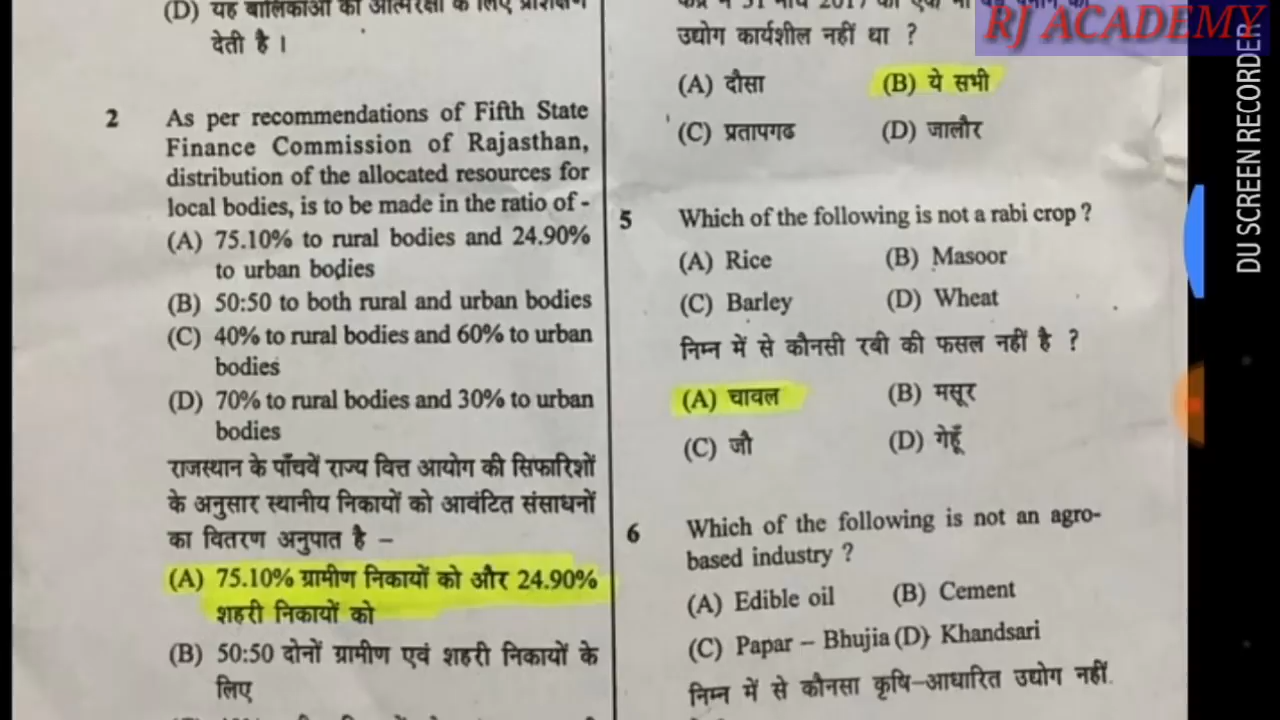 (D) यह बालिकाओं को आत्मरक्षा के लिए प्रशिक्षण
देती है ।
2 As per recommendations of Fifth State
Finance Commission of Rajasthan,
distribution of the allocated resources for
local bodies, is to be made in the ratio of -
(A) 75.10% to rural bodies and 24.90%
to urban bodies
(B) 50:50 to both rural and urban bodies
(C) 40% to rural bodies and 60% to urban
bodies
(D) 70% to rural bodies and 30% to urban
bodies
राजस्थान के पाँचवें राज्य वित्त आयोग की सिफारिशों
के अनुसार स्थानीय निकायों को आवंटित संसाधनों
का वितरण अनुपात है –
(A) 75.10% ग्रामीण निकायों को और 24.90%
शहरी निकायों को
(B) 50:50 दोनों ग्रामीण एवं शहरी निकायों के
लिए
31 मार्च 2017 को एक भी
उद्योग कार्यशील नहीं था ?
(A) दौसा (B) ये सभी
(C) प्रतापगढ (D) जालौर
5 Which of the following is not a rabi crop ?
(A) Rice (B) Masoor
(C) Barley (D) Wheat
निम्न में से कौनसी रबी की फसल नहीं है ?
(A) चावल (B) मसूर
(C) जौ (D) गेहूँ
6 Which of the following is not an agro-
based industry ?
(A) Edible oil (B) Cement
(C) Papar – Bhujia (D) Khandsari
निम्न में से कौनसा कृषि-आधारित उद्योग नहीं
RJ ACADEMY
DU SCREEN RECORDER